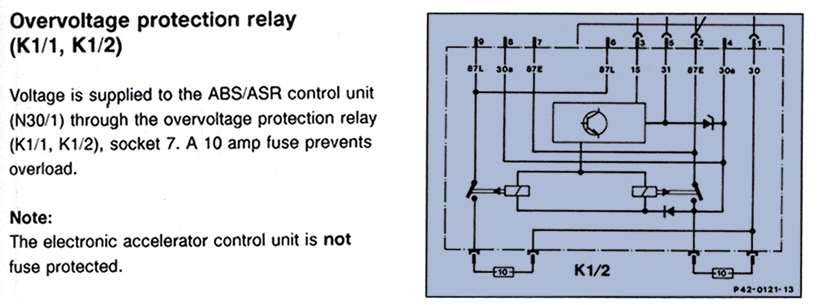 Overvoltage protection relay
(K1/1, K1/2)
Voltage is supplied to the ABS/ASR control unit
(N30/1) through the overvoltage protection relay
(K1/1, K1/2), socket 7. A 10 amp fuse prevents
overload.
Note:
The electronic accelerator control unit is not
fuse protected.
9 8 7 6 3 5 2 4 1
87L 30a 87E 87L 15 31 87E 30a 30
10 K1/2 10
P42-0121-13